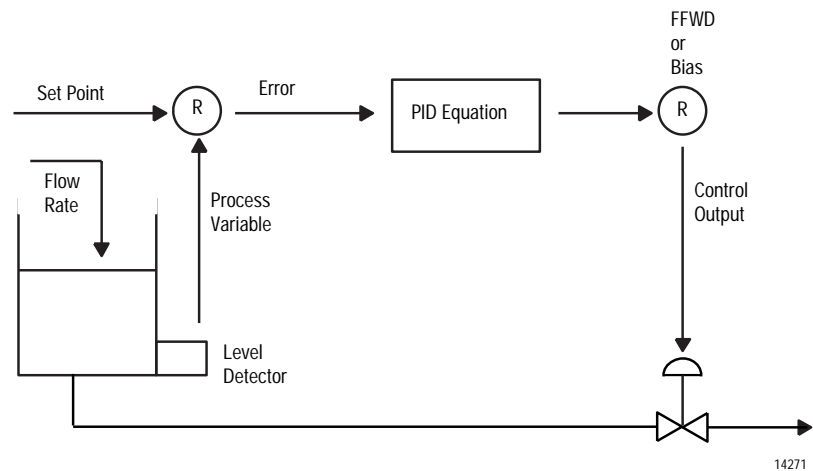 FFWD
or
Bias
Set Point
R
Error
PID Equation
R
Flow
Rate
Process
Variable
Control
Output
Level
Detector
14271